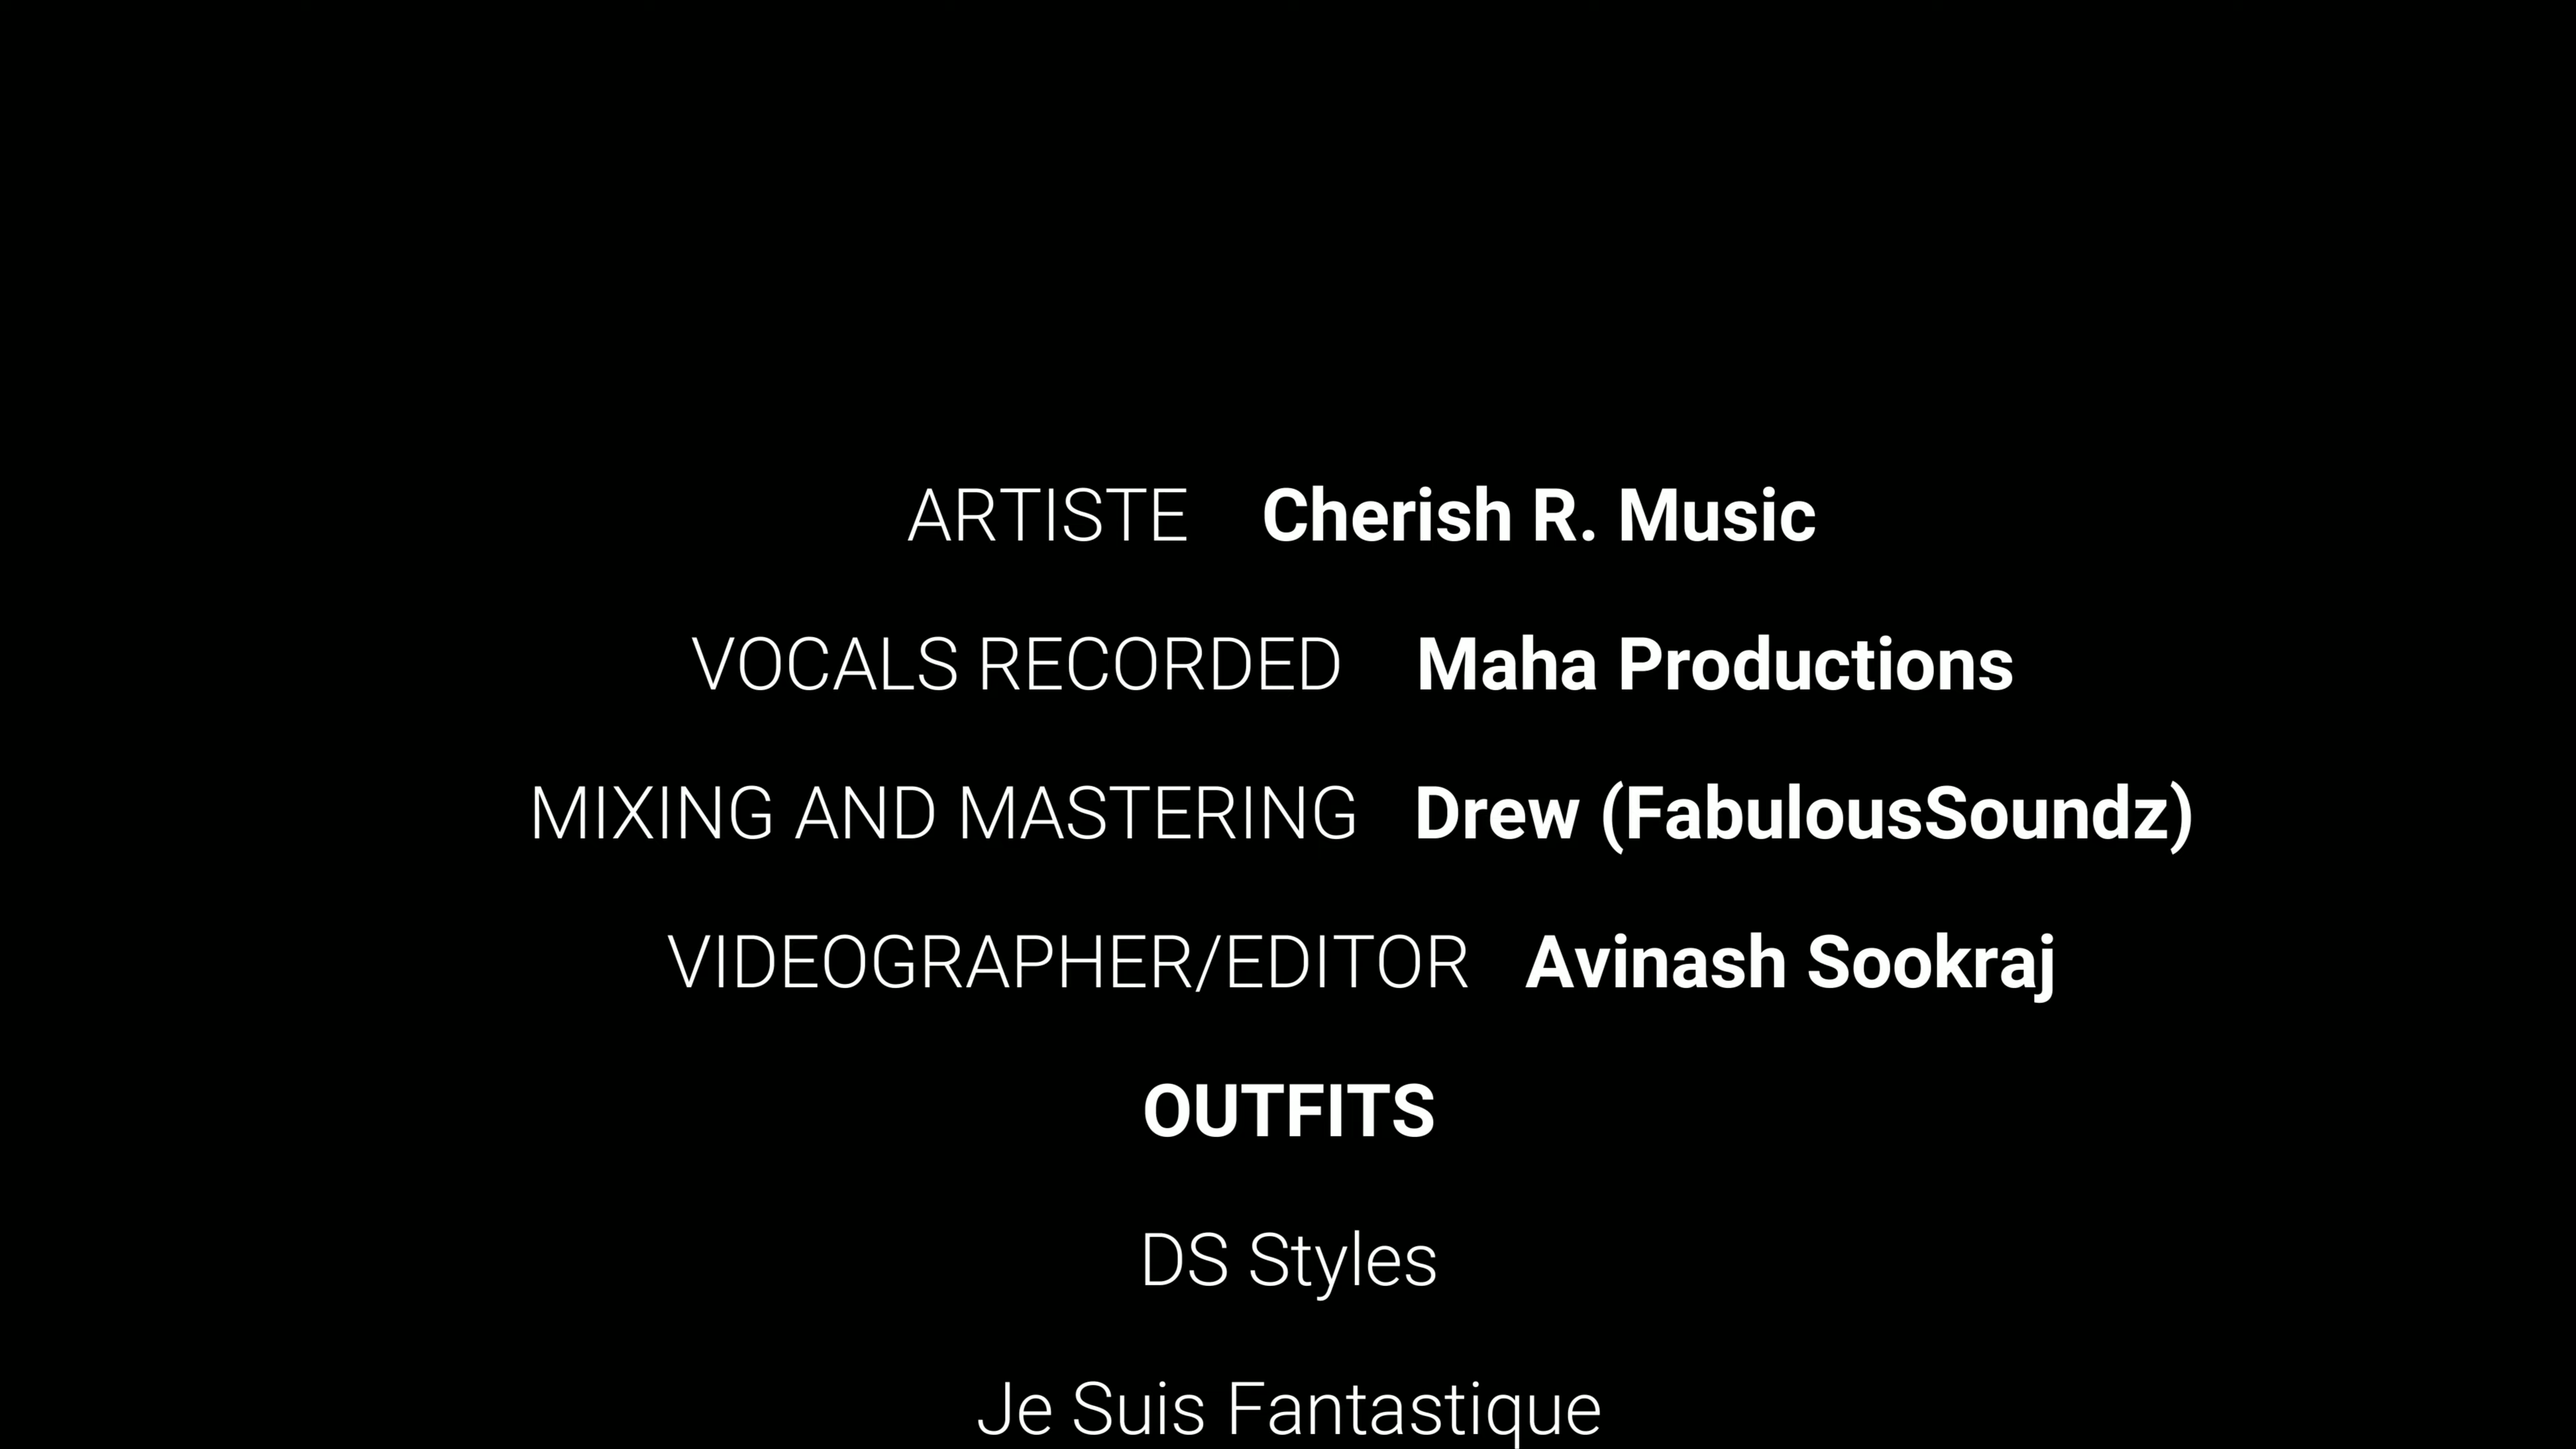 ARTISTE Cherish R. Music
VOCALS RECORDED Maha Productions
MIXING AND MASTERING Drew (FabulousSoundz)
VIDEOGRAPHER/EDITOR Avinash Sookraj
OUTFITS
DS Styles
Je Suis Fantastique